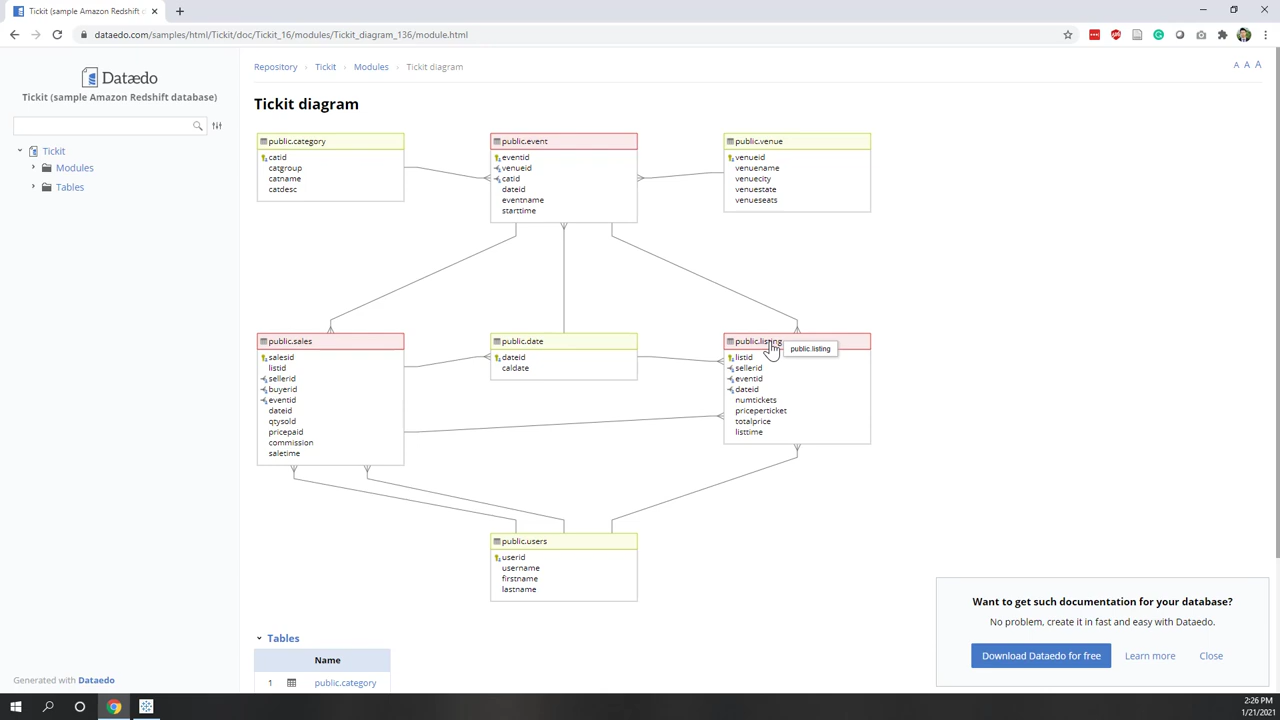 Tickit (sample Amazon Redshift
dataedo.com/samples/html/Tickit/doc/Tickit_16/modules/Tickit_diagram_136/module.html
Dataedo
Tickit (sample Amazon Redshift database)
Tickit
Modules
Tables
Repository › Tickit › Modules › Tickit diagram
A A A
Tickit diagram
public.category
catid
catgroup
catname
catdesc
public.event
eventid
venueid
catid
dateid
eventname
starttime
public.venue
venueid
venuename
venuecity
venuestate
venueseats
public.sales
salesid
listid
sellerid
buyerid
eventid
dateid
qtysold
pricepaid
commission
saletime
public.date
dateid
caldate
public.listing
public.listing
listid
sellerid
eventid
dateid
numtickets
priceperticket
totalprice
listtime
public.users
userid
username
firstname
lastname
Tables
Name
1 public.category
Want to get such documentation for your database?
No problem, create it in fast and easy with Dataedo.
Download Dataedo for free
Learn more
Close
Generated with Dataedo
2:26 PM
1/21/2021